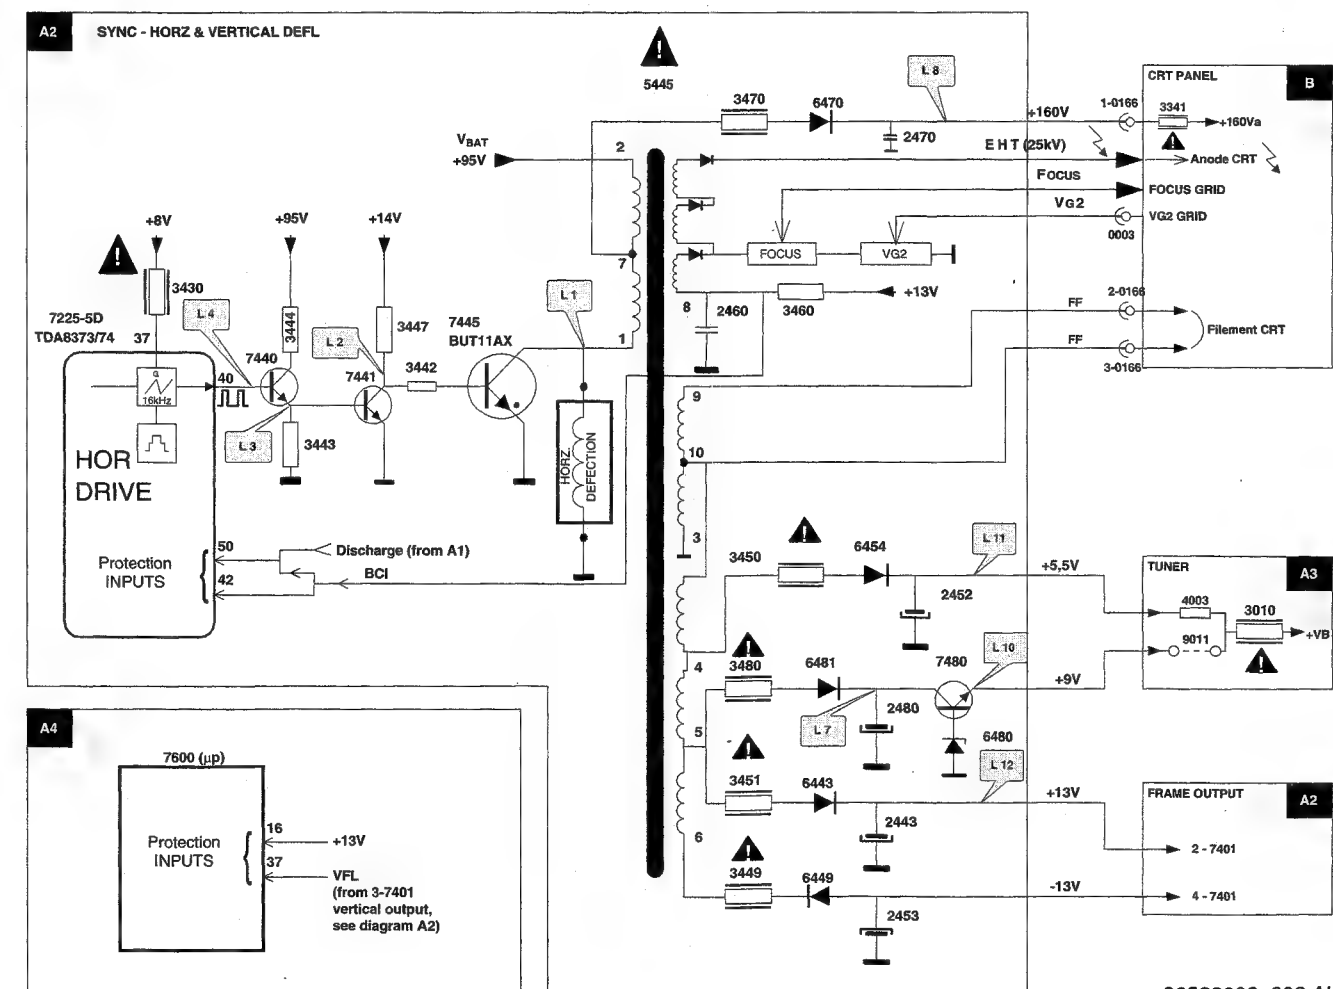 A2
SYNC - HORZ & VERTICAL DEFL
!
5445
L 8
CRT PANEL
B
3470
6470
+160V
1-0166
3341
+160Va
!
2470
VBAT
+95V
2
EHT (25kV)
Anode CRT
FOCUS
FOCUS GRID
VG2
VG2 GRID
0003
+8V
+95V
+14V
!
3430
7
FOCUS
VG2
L 1
+13V
8
2460
3460
FF
2-0166
Filement CRT
FF
3-0166
7225-5D
TDA8373/74
37
L 4
3444
L 2
3447
7445
BUT11AX
1
7440
7441
3442
16kHz
40
L 3
3443
9
10
3
HOR
DRIVE
HORZ.
DEFECTION
Protection
INPUTS
50
42
Discharge (from A1)
BCI
!
3450
6454
L 11
+5,5V
2452
TUNER
A3
4003
3010
+VB
9011
!
!
4
3480
6481
7480
L 10
+9V
2480
L 7
5
!
6480
L 12
3451
6443
+13V
2443
6
!
3449
6449
-13V
2453
FRAME OUTPUT
A2
2 - 7401
4 - 7401
A4
7600 (µp)
Protection
INPUTS
16
+13V
37
VFL
(from 3-7401
vertical output,
see diagram A2)